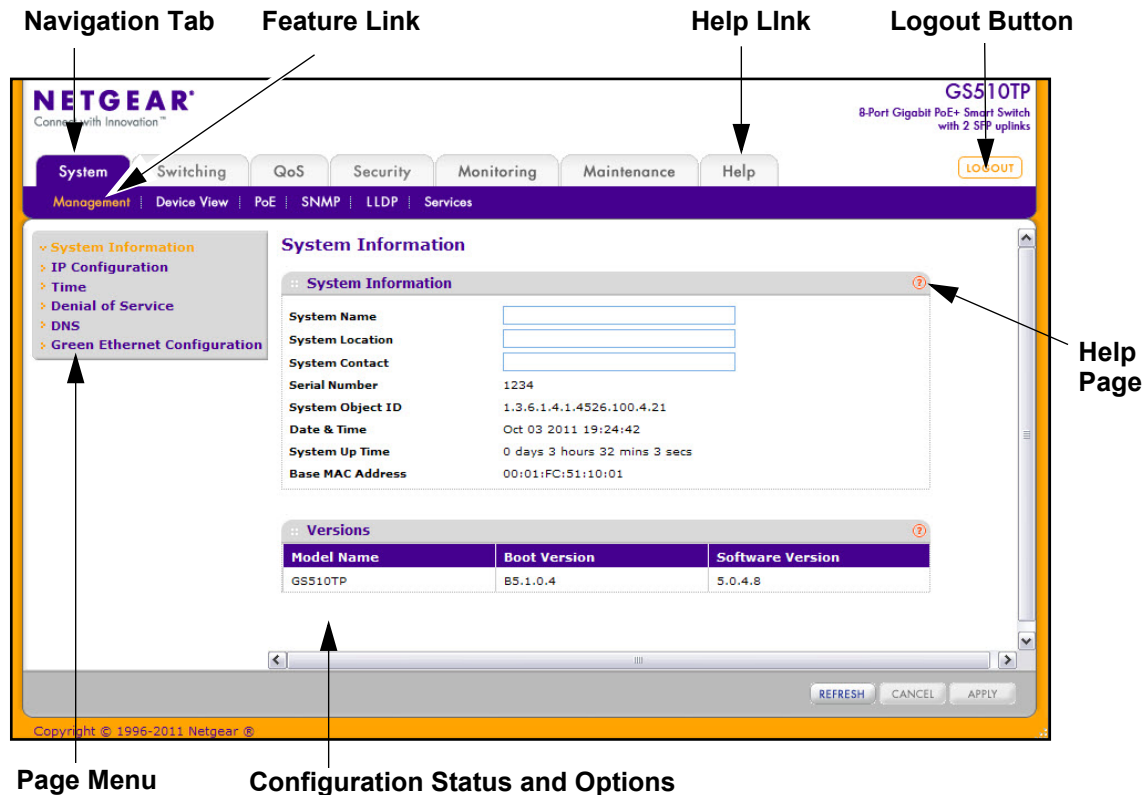 Navigation Tab Feature Link Help LInk Logout Button
NETGEAR®
Connect with Innovation™
GS510TP
8-Port Gigabit PoE+ Smart Switch
with 2 SFP uplinks
System Switching QoS Security Monitoring Maintenance Help LOGOUT
Management Device View PoE SNMP LLDP Services
System Information
IP Configuration
Time
Denial of Service
DNS
Green Ethernet Configuration
System Information
System Information
System Name
System Location
System Contact
Serial Number 1234
System Object ID 1.3.6.1.4.1.4526.100.4.21
Date & Time Oct 03 2011 19:24:42
System Up Time 0 days 3 hours 32 mins 3 secs
Base MAC Address 00:01:FC:51:10:01
Help
Page
Versions
Model Name Boot Version Software Version
GS510TP B5.1.0.4 5.0.4.8
REFRESH CANCEL APPLY
Copyright © 1996-2011 Netgear ®
Page Menu Configuration Status and Options